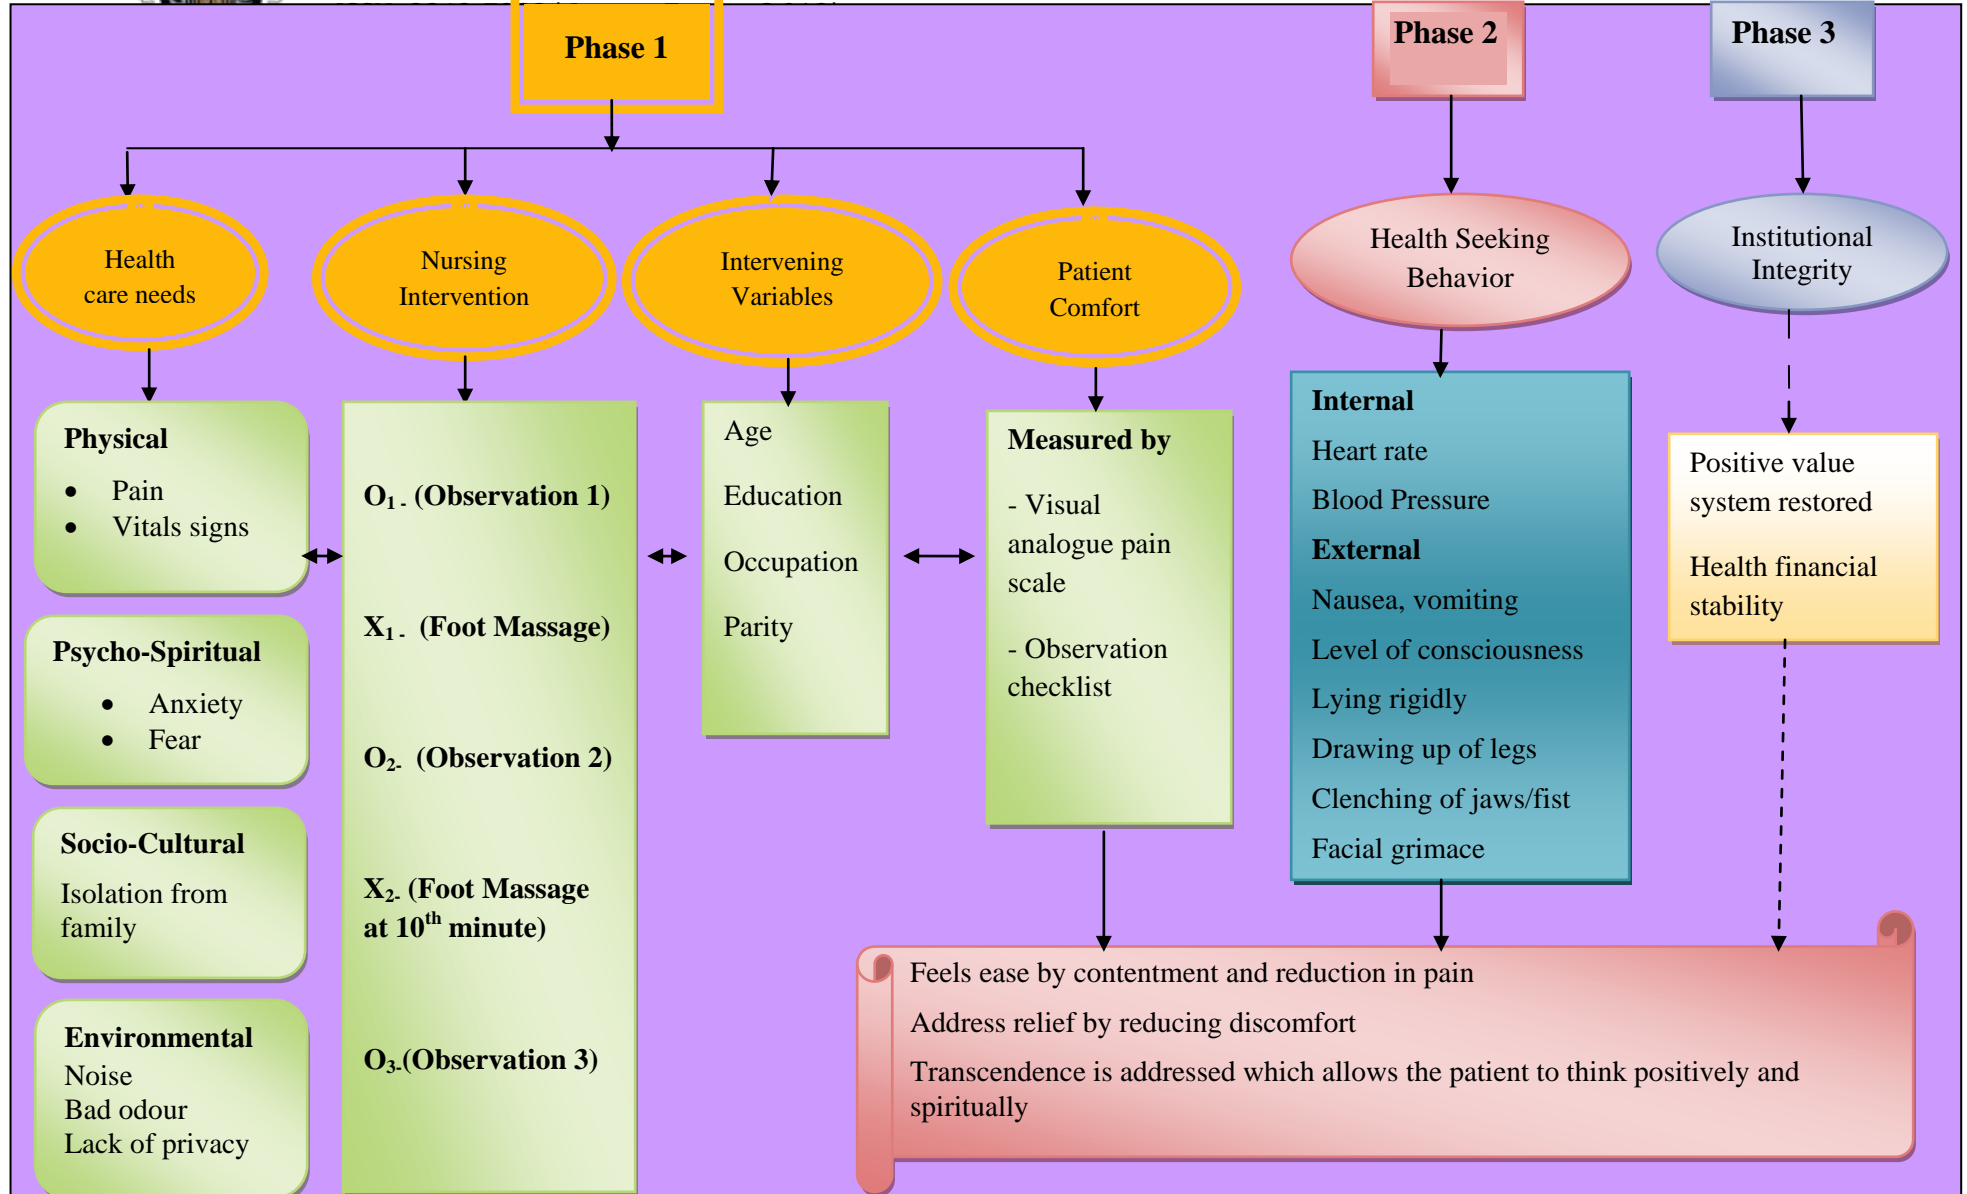 Phase 1
Phase 2
Phase 3
Health
care needs
Nursing
Intervention
Intervening
Variables
Patient
Comfort
Health Seeking
Behavior
Institutional
Integrity
Physical
• Pain
• Vitals signs
Psycho-Spiritual
• Anxiety
• Fear
Socio-Cultural
Isolation from
family
Environmental
Noise
Bad odour
Lack of privacy
O1 - (Observation 1)
X1 - (Foot Massage)
O2- (Observation 2)
X2- (Foot Massage
at 10th minute)
O3-(Observation 3)
Age
Education
Occupation
Parity
Measured by
- Visual
analogue pain
scale
- Observation
checklist
Internal
Heart rate
Blood Pressure
External
Nausea, vomiting
Level of consciousness
Lying rigidly
Drawing up of legs
Clenching of jaws/fist
Facial grimace
Positive value
system restored
Health financial
stability
Feels ease by contentment and reduction in pain
Address relief by reducing discomfort
Transcendence is addressed which allows the patient to think positively and
spiritually